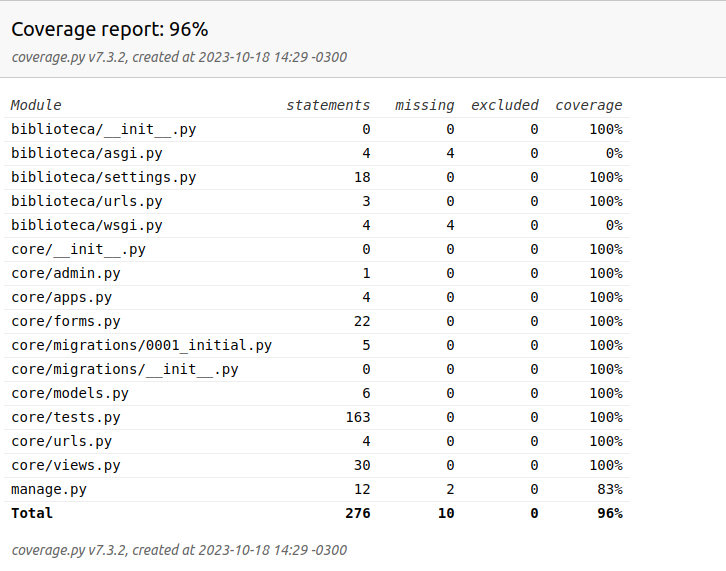 Coverage report: 96%
coverage.py v7.3.2, created at 2023-10-18 14:29 -0300
Module statements missing excluded coverage
biblioteca/__init__.py 0 0 0 100%
biblioteca/asgi.py 4 4 0 0%
biblioteca/settings.py 18 0 0 100%
biblioteca/urls.py 3 0 0 100%
biblioteca/wsgi.py 4 4 0 0%
core/__init__.py 0 0 0 100%
core/admin.py 1 0 0 100%
core/apps.py 4 0 0 100%
core/forms.py 22 0 0 100%
core/migrations/0001_initial.py 5 0 0 100%
core/migrations/__init__.py 0 0 0 100%
core/models.py 6 0 0 100%
core/tests.py 163 0 0 100%
core/urls.py 4 0 0 100%
core/views.py 30 0 0 100%
manage.py 12 2 0 83%
Total 276 10 0 96%
coverage.py v7.3.2, created at 2023-10-18 14:29 -0300